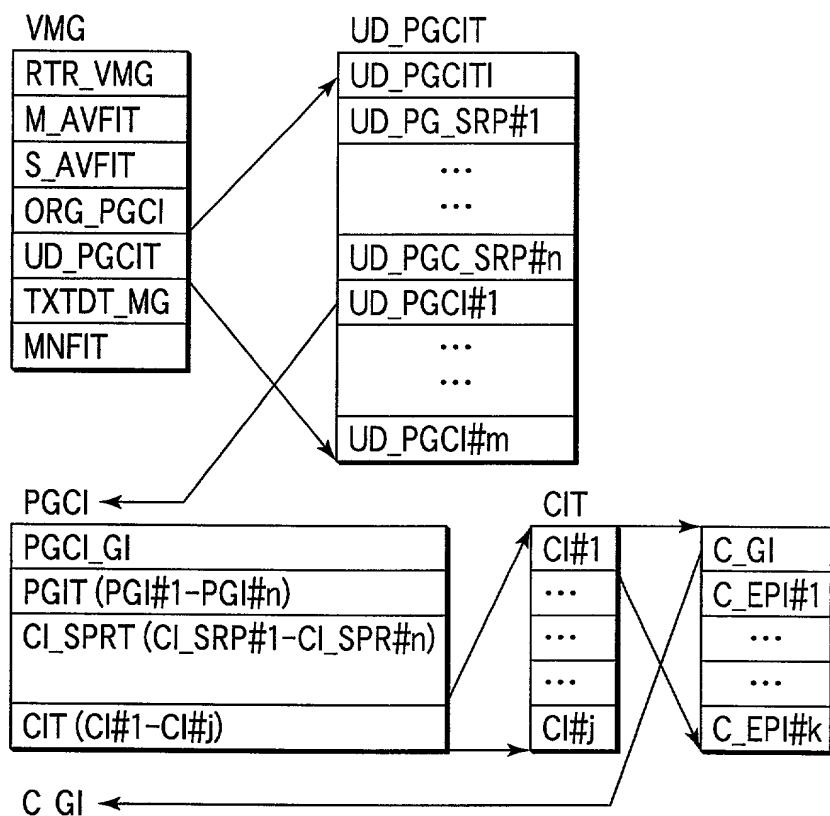 VMG
RTR_VMG
M_AVFIT
S_AVFIT
ORG_PGCI
UD_PGCIT
TXTDT_MG
MNFIT
UD_PGCIT
UD_PGCITI
UD_PG_SRP#1
...
...
UD_PGC_SRP#n
UD_PGCI#1
...
...
UD_PGCI#m
PGCI
PGCI_GI
PGIT (PGI#1-PGI#n)
CI_SPRT (CI_SRP#1-CI_SPR#n)
CIT (CI#1-CI#j)
CIT
CI#1
...
...
...
CI#j
C_GI
C_EPI#1
...
...
C_EPI#k
C GI